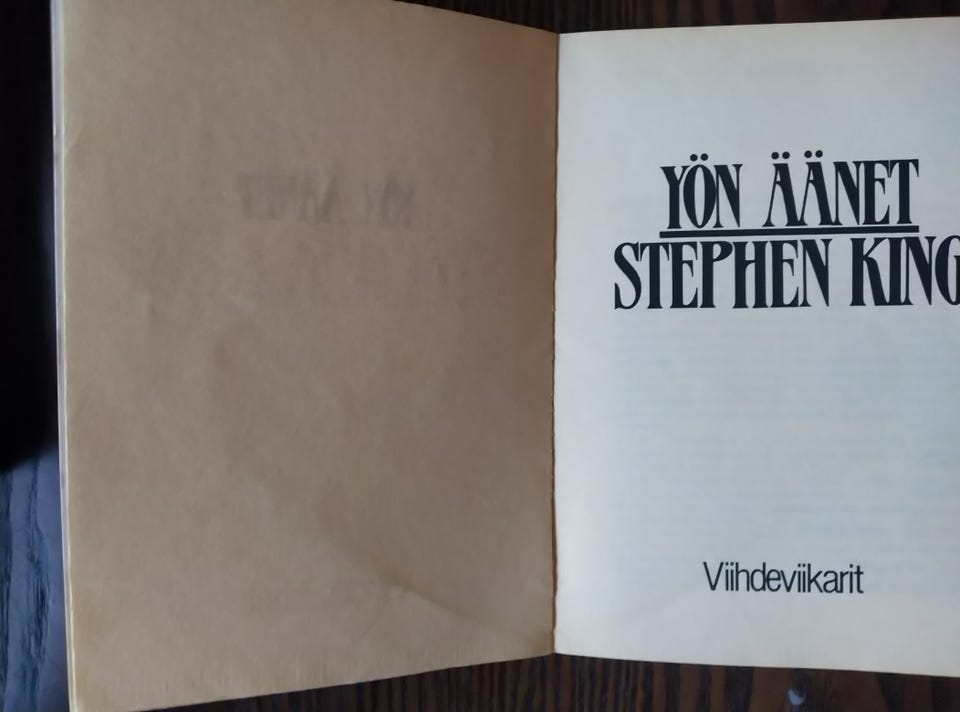 YÖN ÄÄNET
STEPHEN KING
Viihdeviikarit